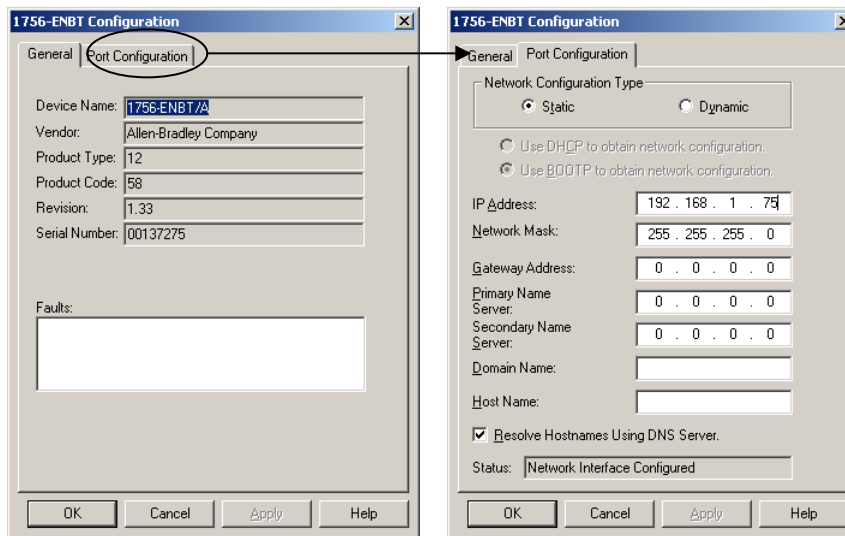 1756-ENBT Configuration
General Port Configuration
Device Name: 1756-ENBT/A
Vendor: Allen-Bradley Company
Product Type: 12
Product Code: 58
Revision: 1.33
Serial Number: 00137275
Faults:
OK Cancel Apply Help
1756-ENBT Configuration
General Port Configuration
Network Configuration Type
Static Dynamic
Use DHCP to obtain network configuration.
Use BOOTP to obtain network configuration.
IP Address: 192 . 168 . 1 . 75
Network Mask: 255 . 255 . 255 . 0
Gateway Address: 0 . 0 . 0 . 0
Primary Name
Server: 0 . 0 . 0 . 0
Secondary Name
Server: 0 . 0 . 0 . 0
Domain Name:
Host Name:
Resolve Hostnames Using DNS Server.
Status: Network Interface Configured
OK Cancel Apply Help